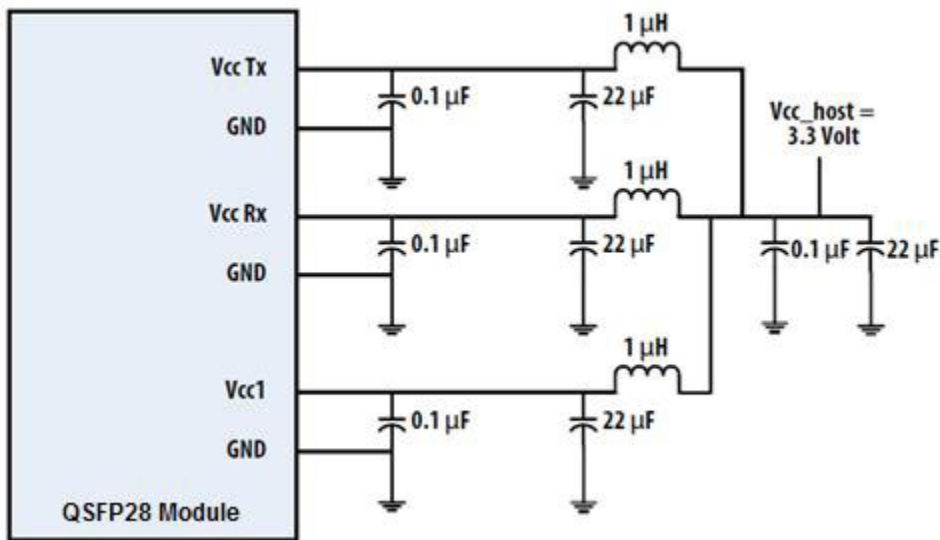 1 µH
Vcc Tx
0.1 µF
22 µF
GND
Vcc_host =
3.3 Volt
1 µH
Vcc Rx
0.1 µF
22 µF
0.1 µF
22 µF
GND
1 µH
Vcc1
0.1 µF
22 µF
GND
QSFP28 Module